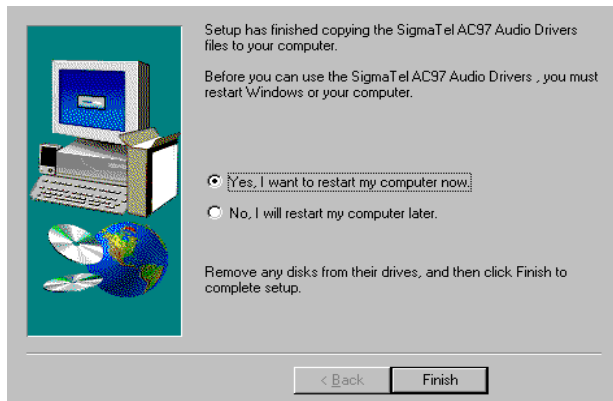 Setup has finished copying the SigmaTel AC97 Audio Drivers
files to your computer.
Before you can use the SigmaTel AC97 Audio Drivers , you must
restart Windows or your computer.
Yes, I want to restart my computer now.
No, I will restart my computer later.
Remove any disks from their drives, and then click Finish to
complete setup.
< Back
Finish